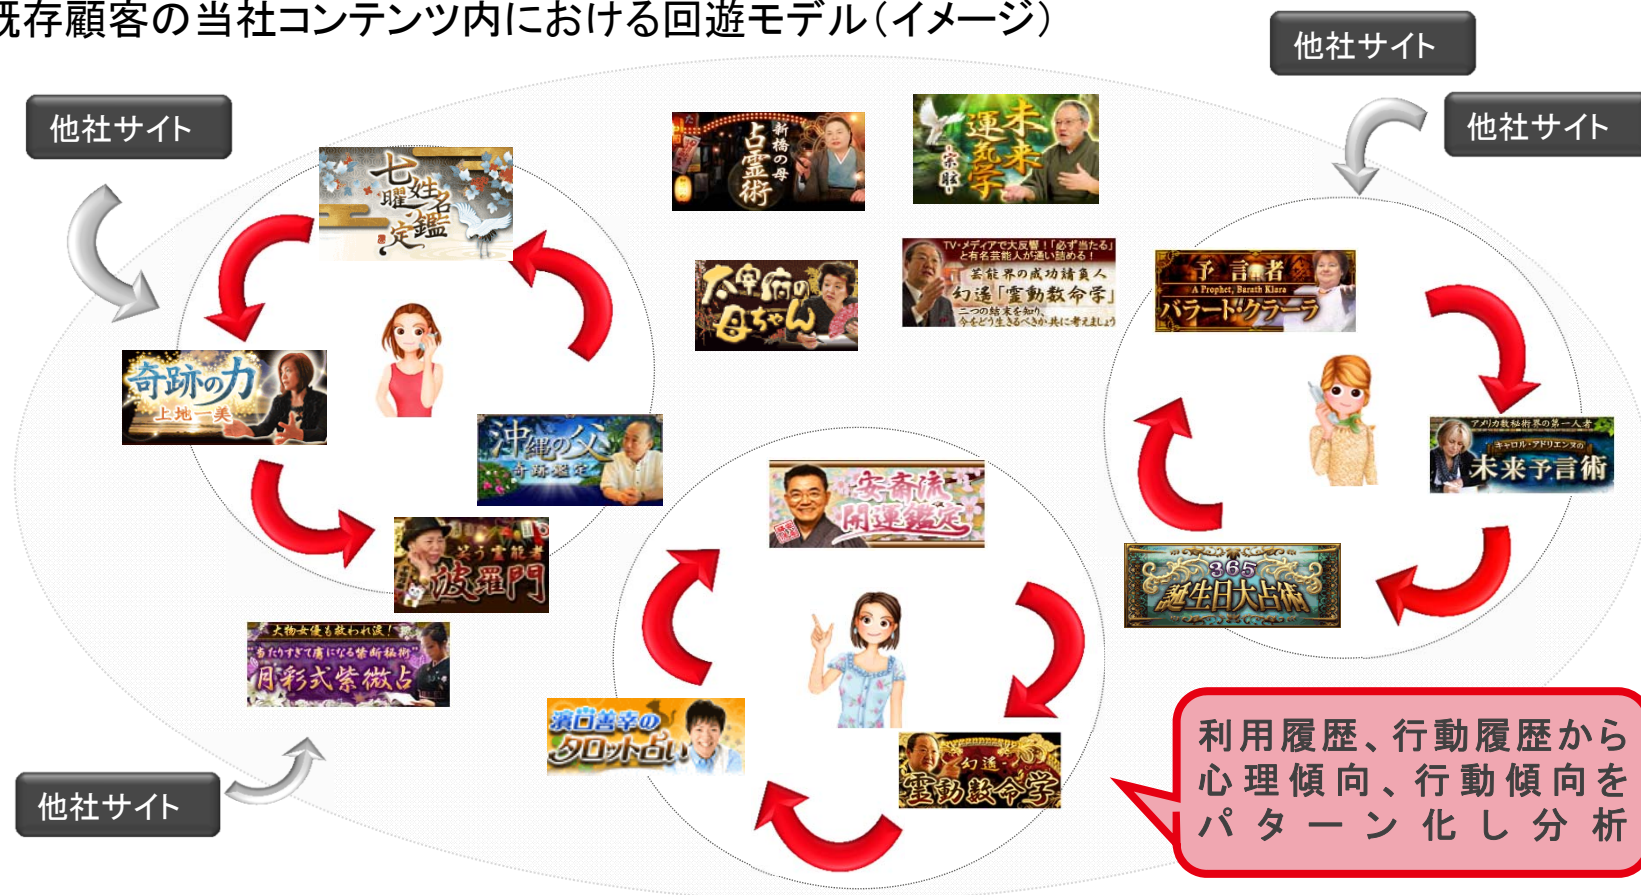 既存顧客の当社コンテンツ内における回遊モデル（イメージ）
他社サイト
他社サイト
他社サイト
七曜姓名鑑定
新橋の母
占霊術
未来
運気学
-宗駐-
太宰府の
母ちゃん
TV・メディアで大反響！「必ず当たる」
と有名芸能人が通い詰める！
芸能界の成功請負人
幻遙「霊動数命学」
二つの結末を知り、
今をどう生きるべきか共に考えましょう
予言者
A Prophet, Barath Klara
バラード・クラーラ
奇跡の力
上地一美
沖縄の父
奇跡鑑定
アメリカ数秘術界の第一人者
キャロル・アドリエンヌの
未来予言術
安斎流
開運鑑定
笑う霊能者
波羅門
365
誕生日大占術
大物女優も救われ涙！
"当たりすぎて虜になる禁断秘術"
月彩式紫微占
濱口善幸の
タロット占い
幻遙
霊動数命学
他社サイト
利用履歴、行動履歴から
心理傾向、行動傾向を
パターン化し分析